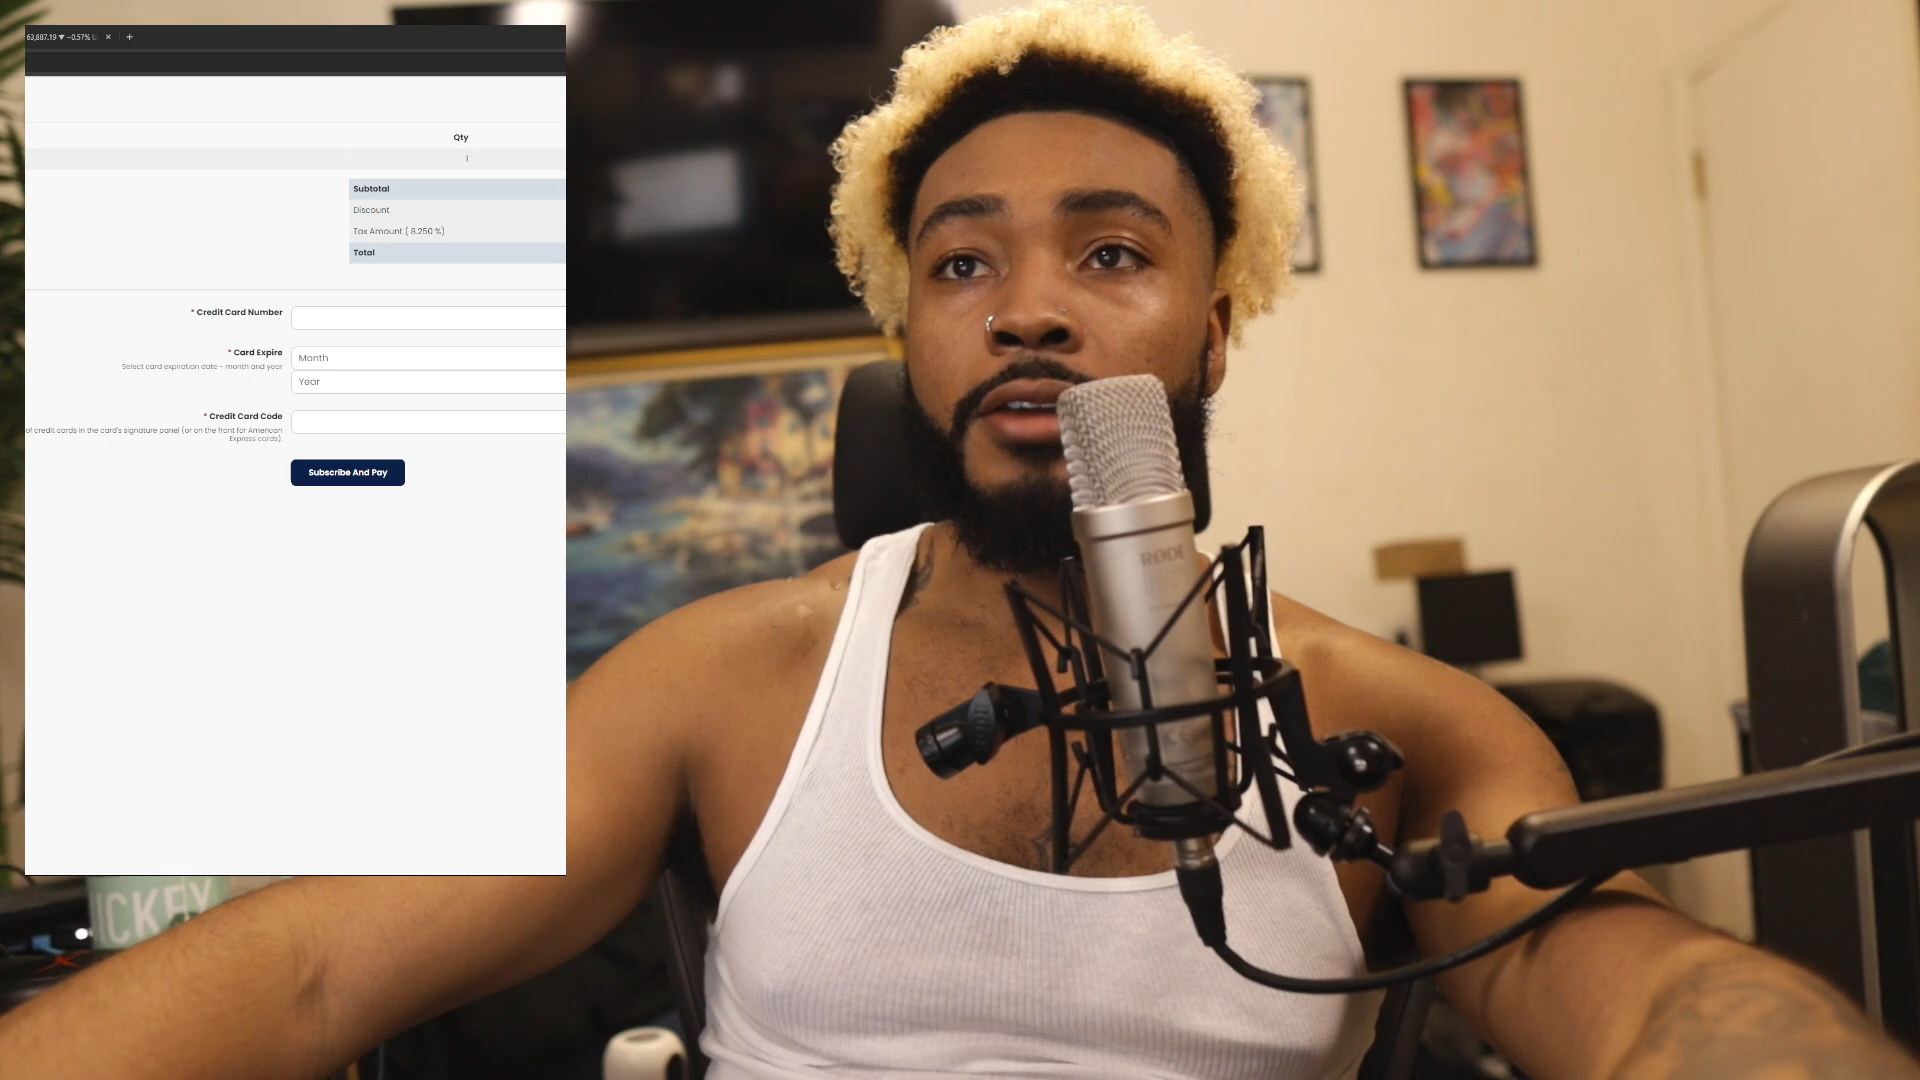 63,887.19 ▼ −0.57%
Qty
1
Subtotal
Discount
Tax Amount ( 8.250 %)
Total
* Credit Card Number
* Card Expire
Select card expiration date - month and year
Month
Year
* Credit Card Code
of credit cards in the card's signature panel (or on the front for American
Express cards).
Subscribe And Pay
RØDE
ICKEY